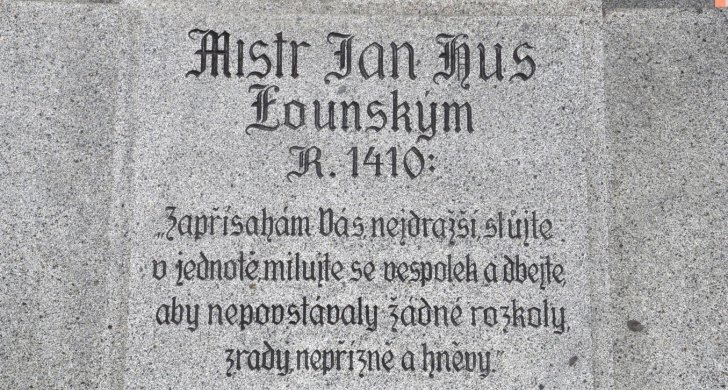 Mistr Jan Hus
Lounským
R. 1410:
„Zapřísahám Vás, nejdražší, stůjte
v jednotě, milujte se vespolek a dbejte,
aby nepovstávaly žádné rozkoly,
zrady, nepřízně a hněvy.“